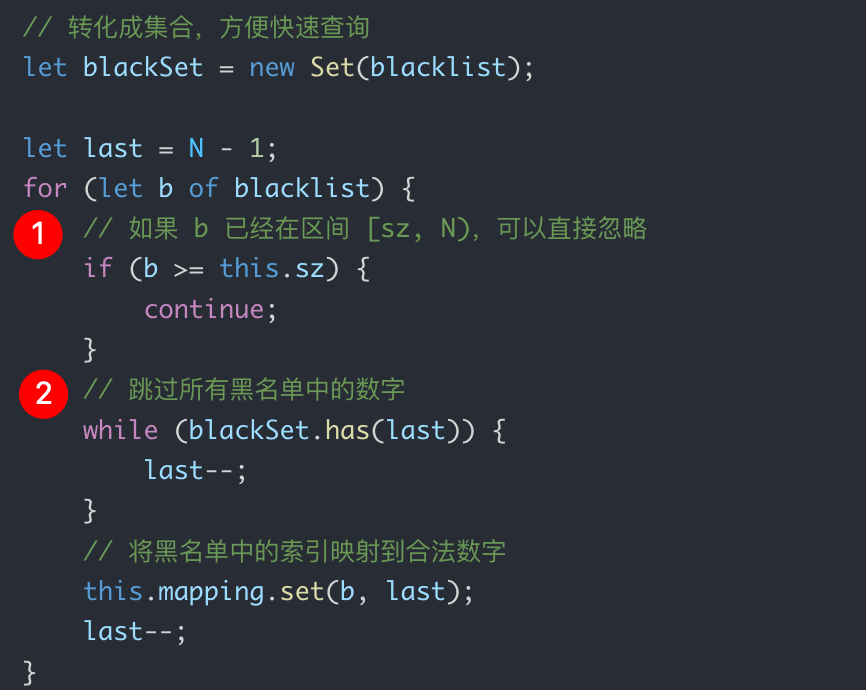 // 转化成集合，方便快速查询
let blackSet = new Set(blacklist);
let last = N - 1;
for (let b of blacklist) {
1 // 如果 b 已经在区间 [sz, N)，可以直接忽略
if (b >= this.sz) {
continue;
}
2 // 跳过所有黑名单中的数字
while (blackSet.has(last)) {
last--;
}
// 将黑名单中的索引映射到合法数字
this.mapping.set(b, last);
last--;
}